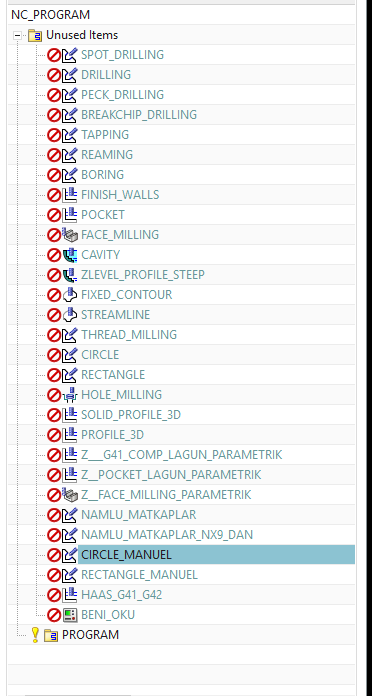 NC_PROGRAM
Unused Items
SPOT_DRILLING
DRILLING
PECK_DRILLING
BREAKCHIP_DRILLING
TAPPING
REAMING
BORING
FINISH_WALLS
POCKET
FACE_MILLING
CAVITY
ZLEVEL_PROFILE_STEEP
FIXED_CONTOUR
STREAMLINE
THREAD_MILLING
CIRCLE
RECTANGLE
HOLE_MILLING
SOLID_PROFILE_3D
PROFILE_3D
Z___G41_COMP_LAGUN_PARAMETRIK
Z__POCKET_LAGUN_PARAMETRIK
Z__FACE_MILLING_PARAMETRIK
NAMLU_MATKAPLAR
NAMLU_MATKAPLAR_NX9_DAN
CIRCLE_MANUEL
RECTANGLE_MANUEL
HAAS_G41_G42
BENI_OKU
PROGRAM